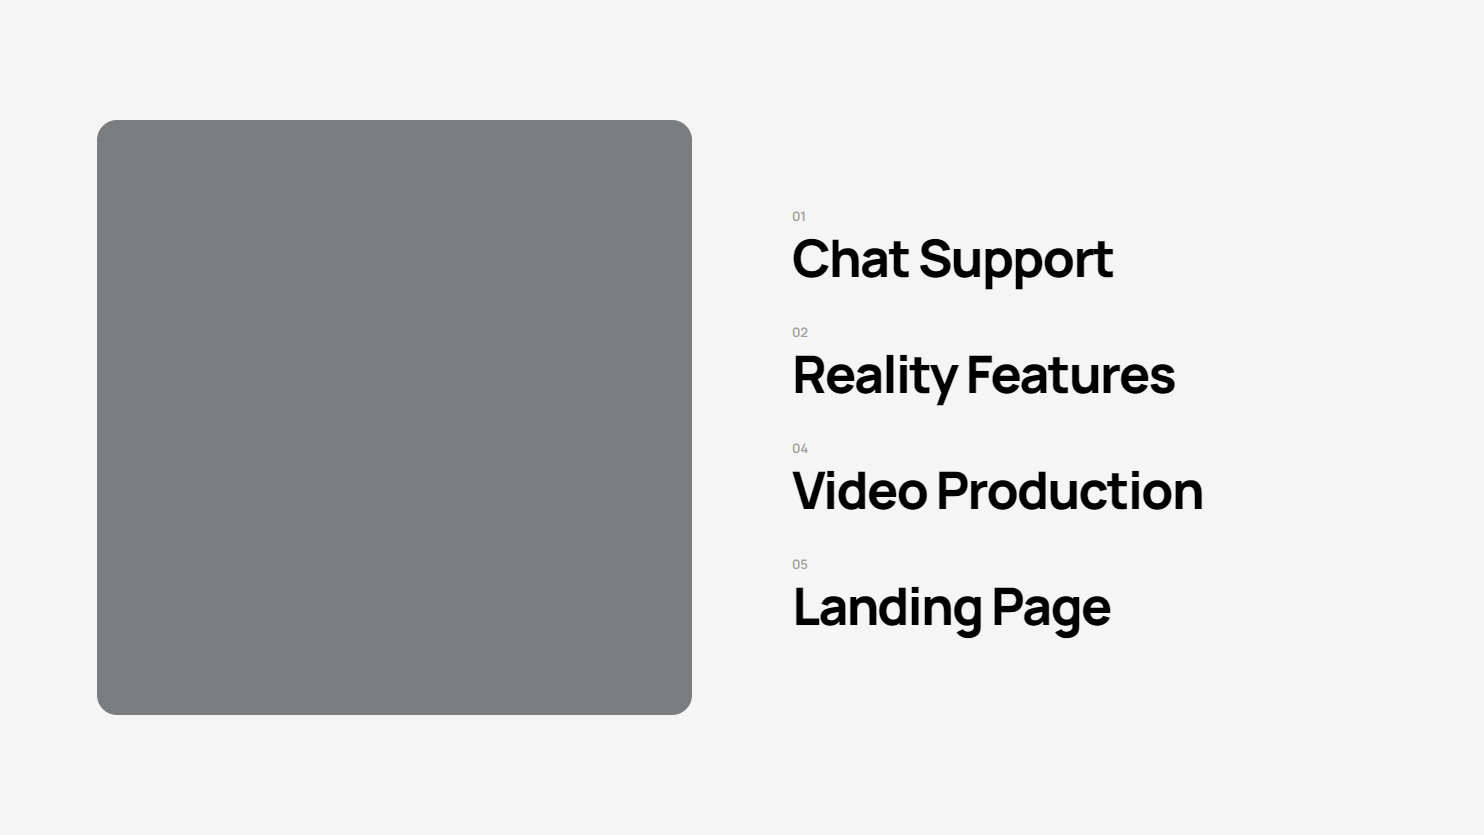 01
Chat Support
02
Reality Features
04
Video Production
05
Landing Page